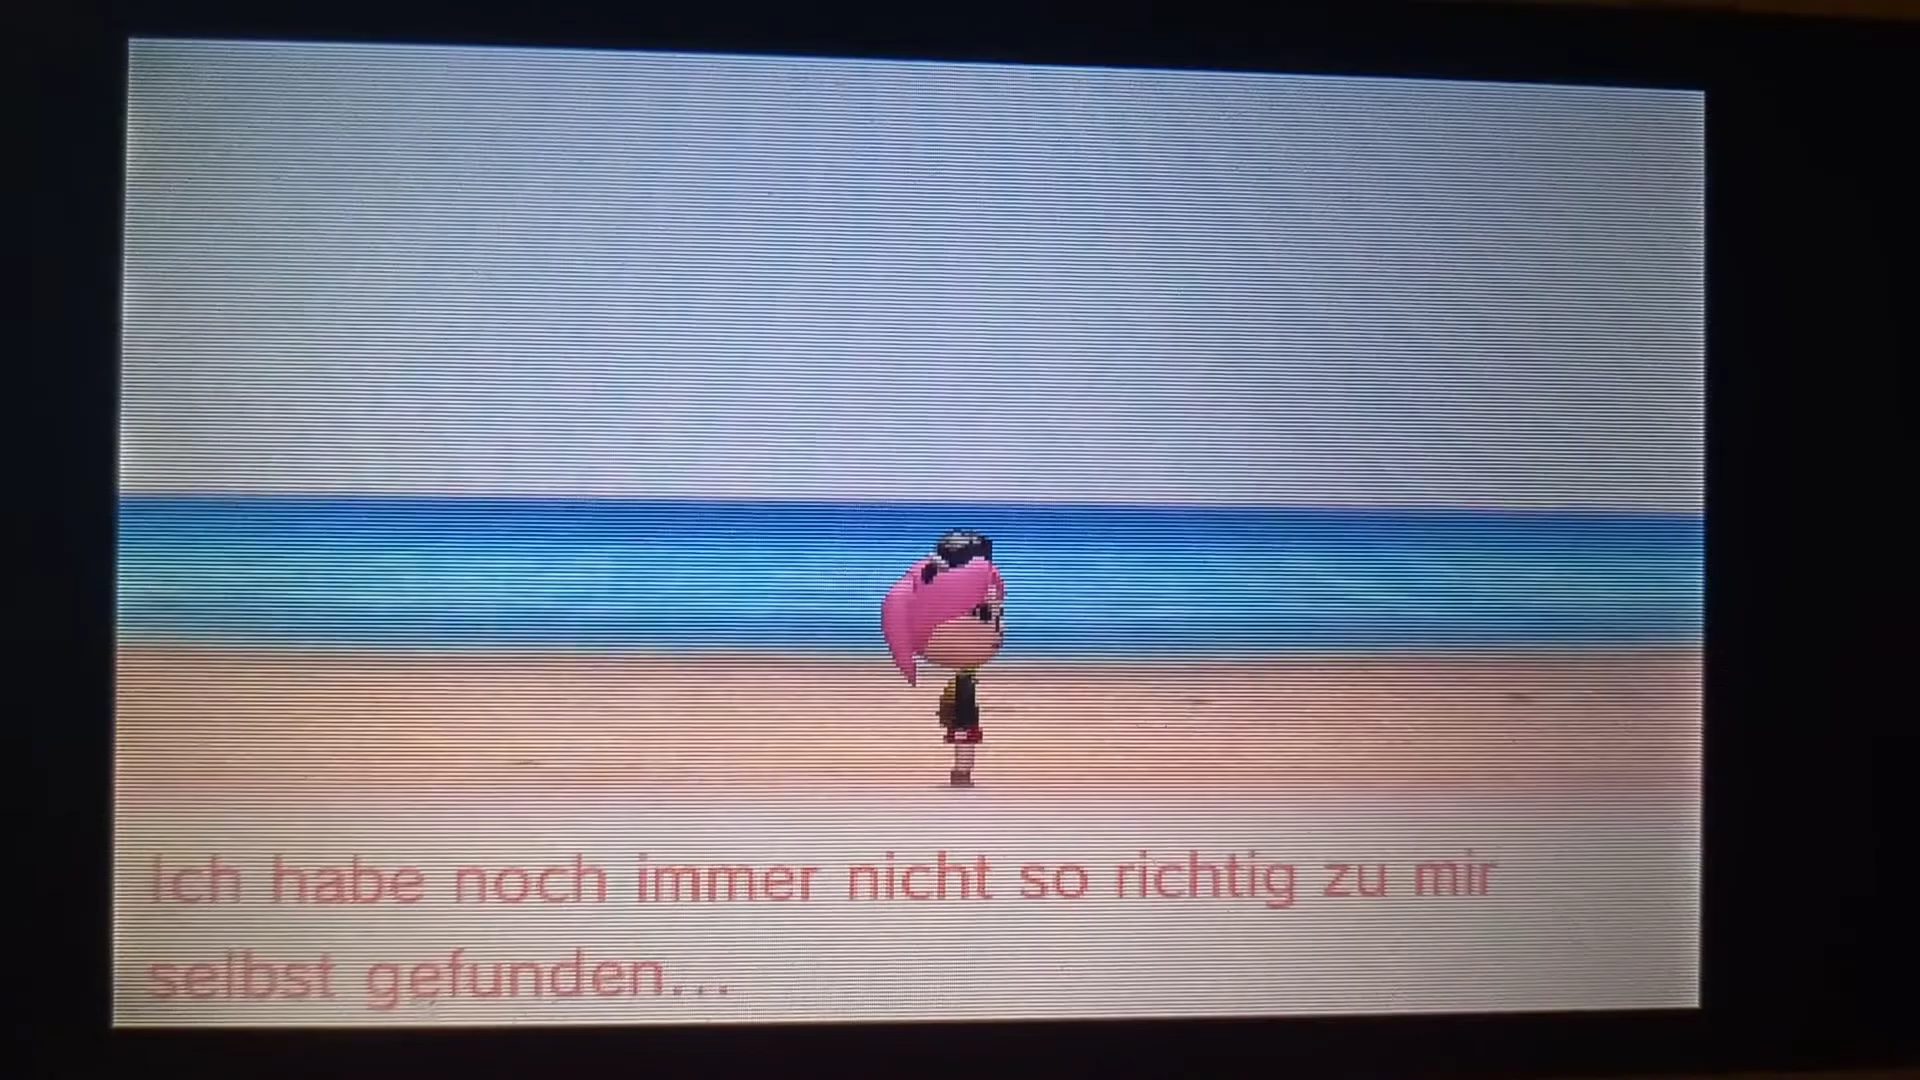 Ich habe noch immer nicht so richtig zu mir
selbst gefunden...